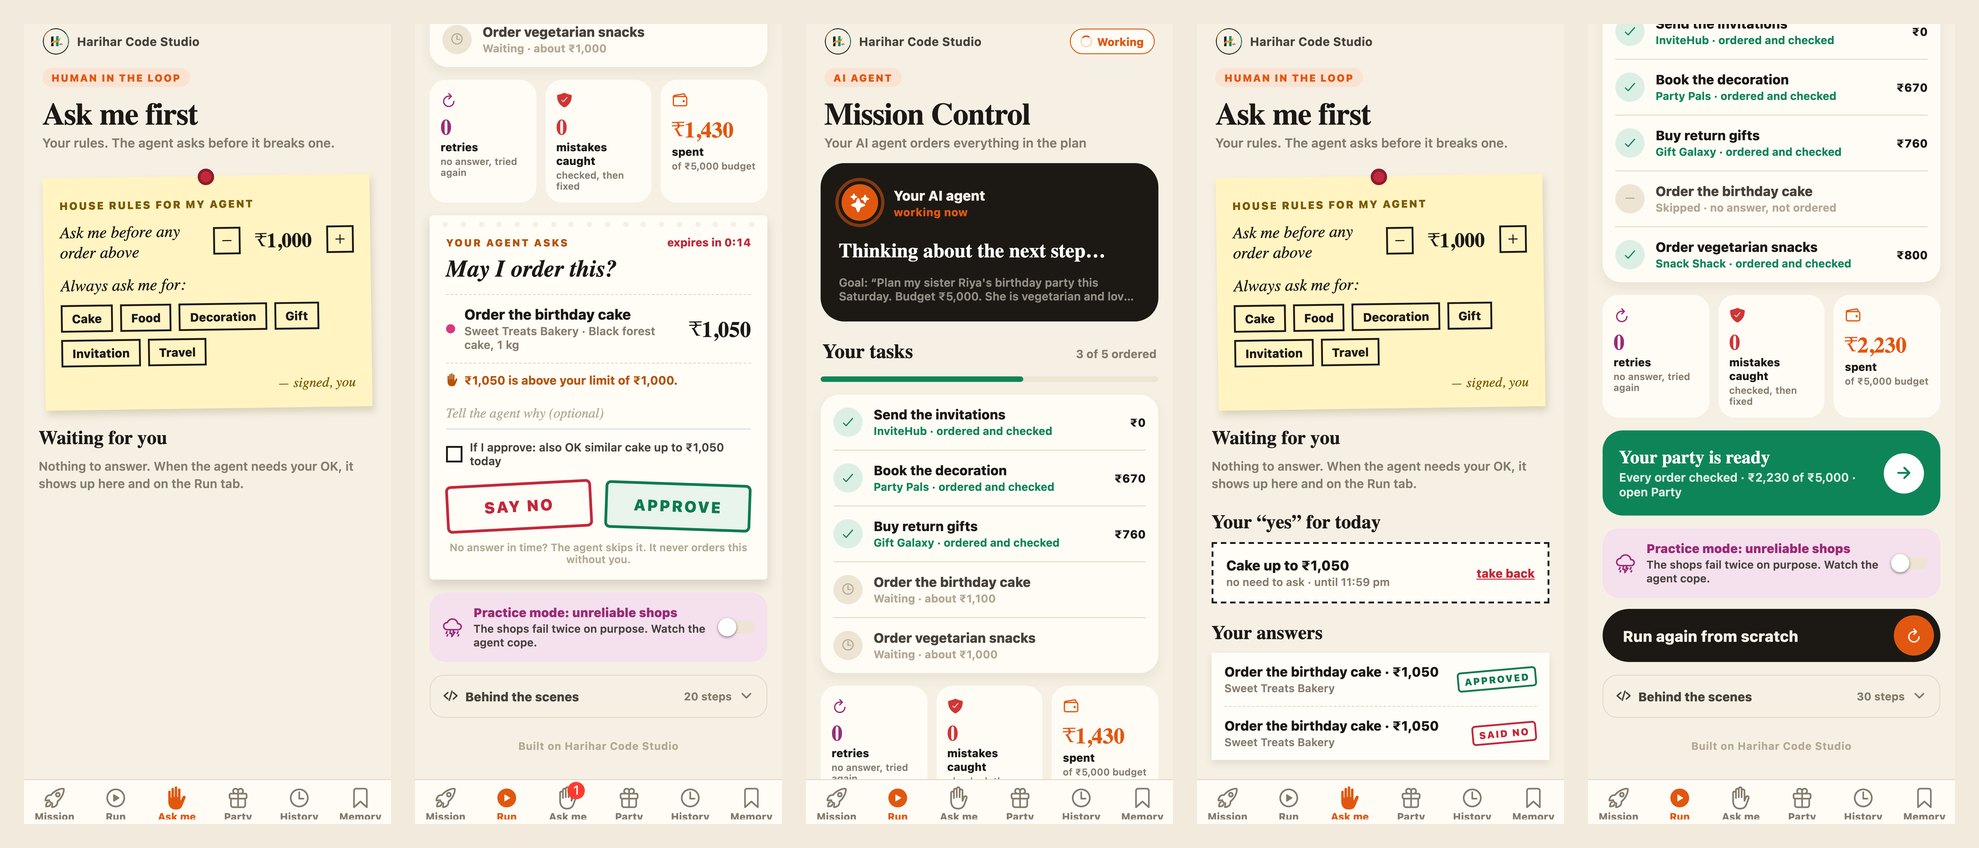 Harihar Code Studio
HUMAN IN THE LOOP
Ask me first
Your rules. The agent asks before it breaks one.
HOUSE RULES FOR MY AGENT
Ask me before any
order above
−
₹1,000
+
Always ask me for:
Cake
Food
Decoration
Gift
Invitation
Travel
— signed, you
Waiting for you
Nothing to answer. When the agent needs your OK, it
shows up here and on the Run tab.
Mission
Run
Ask me
Party
History
Memory
Order vegetarian snacks
Waiting · about ₹1,000
0
retries
no answer, tried
again
0
mistakes
caught
checked, then
fixed
₹1,430
spent
of ₹5,000 budget
YOUR AGENT ASKS
expires in 0:14
May I order this?
Order the birthday cake
Sweet Treats Bakery · Black forest
cake, 1 kg
₹1,050
₹1,050 is above your limit of ₹1,000.
Tell the agent why (optional)
If I approve: also OK similar cake up to ₹1,050
today
SAY NO
APPROVE
No answer in time? The agent skips it. It never orders this
without you.
Practice mode: unreliable shops
The shops fail twice on purpose. Watch the
agent cope.
</> Behind the scenes
20 steps
Built on Harihar Code Studio
Mission
Run
Ask me
1
Party
History
Memory
Harihar Code Studio
Working
AI AGENT
Mission Control
Your AI agent orders everything in the plan
Your AI agent
working now
Thinking about the next step…
Goal: “Plan my sister Riya's birthday party this
Saturday. Budget ₹5,000. She is vegetarian and lov…
Your tasks
3 of 5 ordered
Send the invitations
InviteHub · ordered and checked
₹0
Book the decoration
Party Pals · ordered and checked
₹670
Buy return gifts
Gift Galaxy · ordered and checked
₹760
Order the birthday cake
Waiting · about ₹1,100
Order vegetarian snacks
Waiting · about ₹1,000
0
retries
no answer, tried
again
0
mistakes
caught
₹1,430
spent
of ₹5,000 budget
Mission
Run
Ask me
Party
History
Memory
Harihar Code Studio
HUMAN IN THE LOOP
Ask me first
Your rules. The agent asks before it breaks one.
HOUSE RULES FOR MY AGENT
Ask me before any
order above
−
₹1,000
+
Always ask me for:
Cake
Food
Decoration
Gift
Invitation
Travel
— signed, you
Waiting for you
Nothing to answer. When the agent needs your OK, it
shows up here and on the Run tab.
Your “yes” for today
Cake up to ₹1,050
no need to ask · until 11:59 pm
take back
Your answers
Order the birthday cake · ₹1,050
Sweet Treats Bakery
APPROVED
Order the birthday cake · ₹1,050
Sweet Treats Bakery
SAID NO
Mission
Run
Ask me
Party
History
Memory
Send the invitations
InviteHub · ordered and checked
₹0
Book the decoration
Party Pals · ordered and checked
₹670
Buy return gifts
Gift Galaxy · ordered and checked
₹760
Order the birthday cake
Skipped · no answer, not ordered
Order vegetarian snacks
Snack Shack · ordered and checked
₹800
0
retries
no answer, tried
again
0
mistakes
caught
checked, then
fixed
₹2,230
spent
of ₹5,000 budget
Your party is ready
Every order checked · ₹2,230 of ₹5,000 ·
open Party
Practice mode: unreliable shops
The shops fail twice on purpose. Watch the
agent cope.
Run again from scratch
</> Behind the scenes
30 steps
Built on Harihar Code Studio
Mission
Run
Ask me
Party
History
Memory